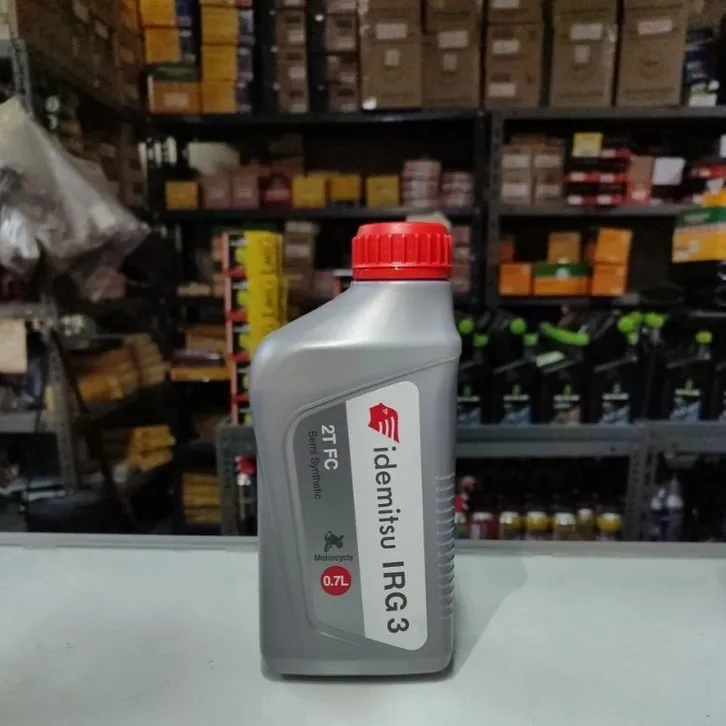 idemitsu IRG 3
2T FC
Semi Synthetic
Motorcycle
0.7L